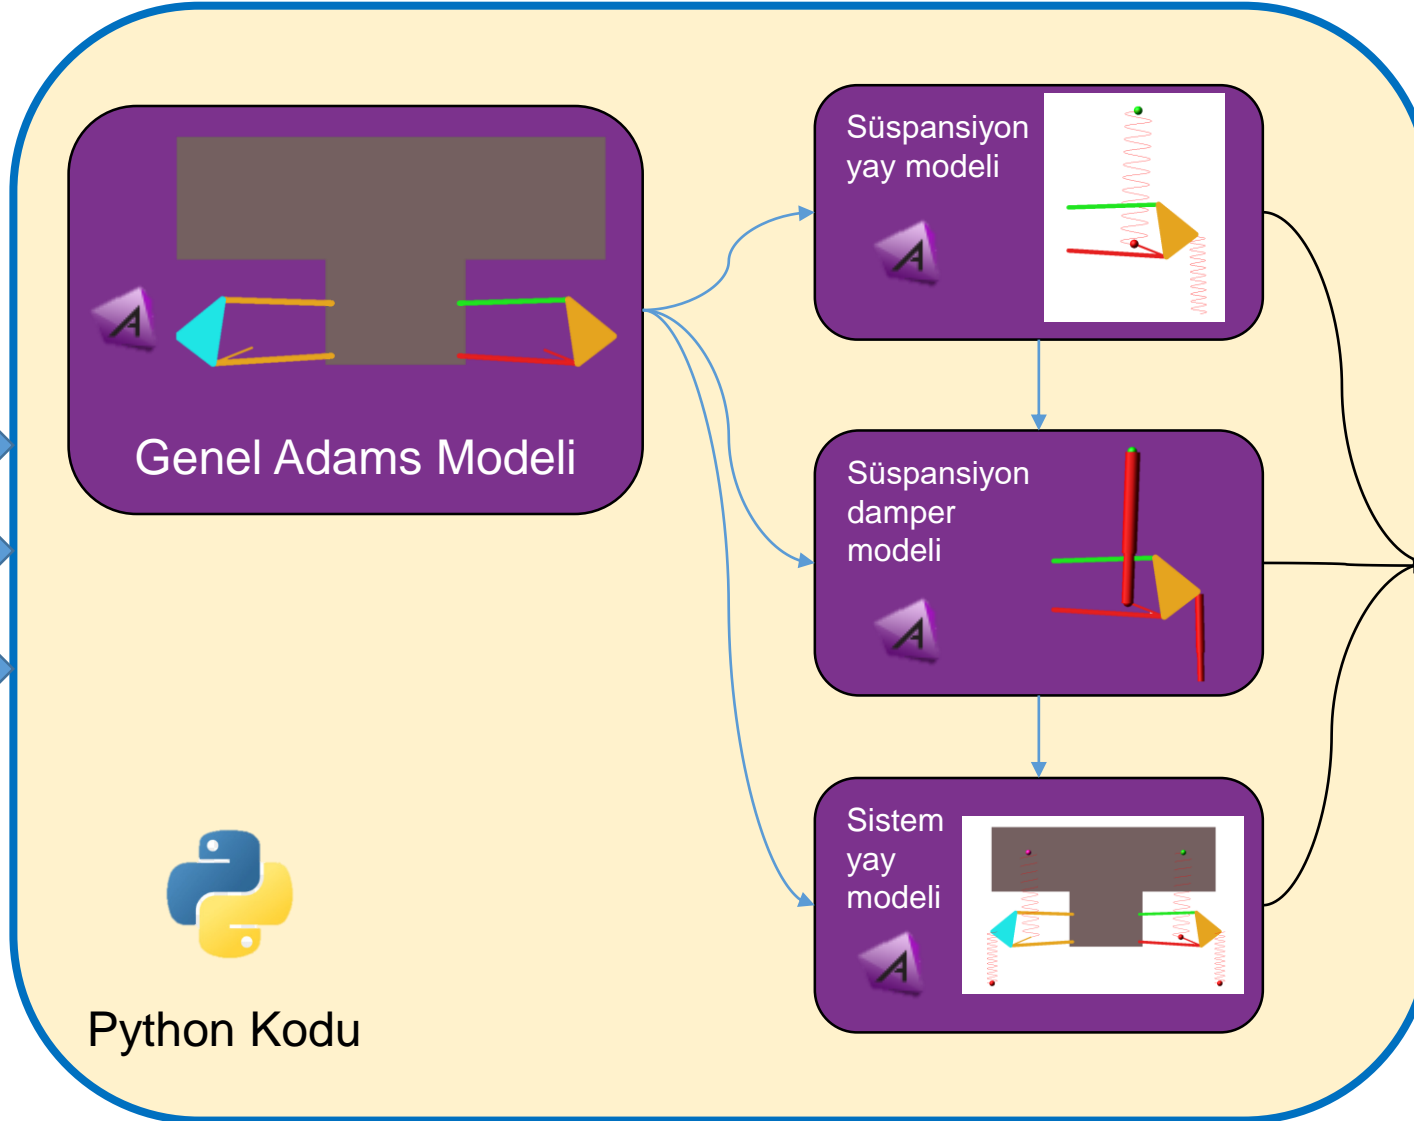 Genel Adams Modeli
Süspansiyon
yay modeli
Süspansiyon
damper
modeli
Sistem
yay
modeli
Python Kodu